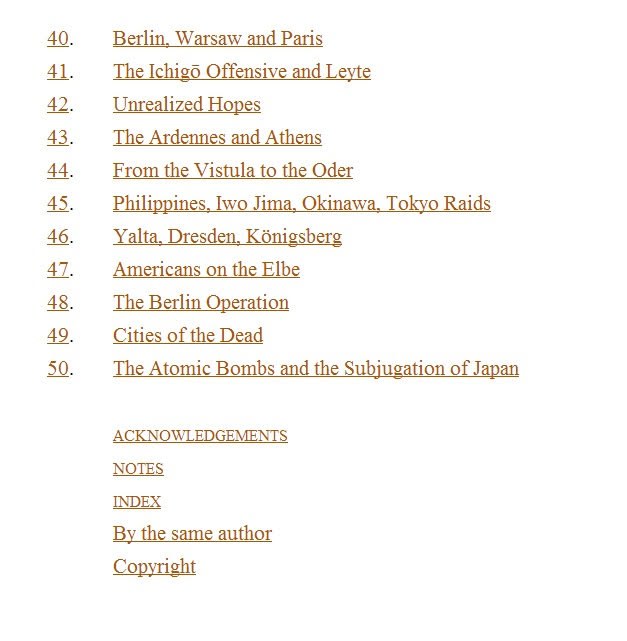 40. Berlin, Warsaw and Paris
41. The Ichigō Offensive and Leyte
42. Unrealized Hopes
43. The Ardennes and Athens
44. From the Vistula to the Oder
45. Philippines, Iwo Jima, Okinawa, Tokyo Raids
46. Yalta, Dresden, Königsberg
47. Americans on the Elbe
48. The Berlin Operation
49. Cities of the Dead
50. The Atomic Bombs and the Subjugation of Japan
ACKNOWLEDGEMENTS
NOTES
INDEX
By the same author
Copyright